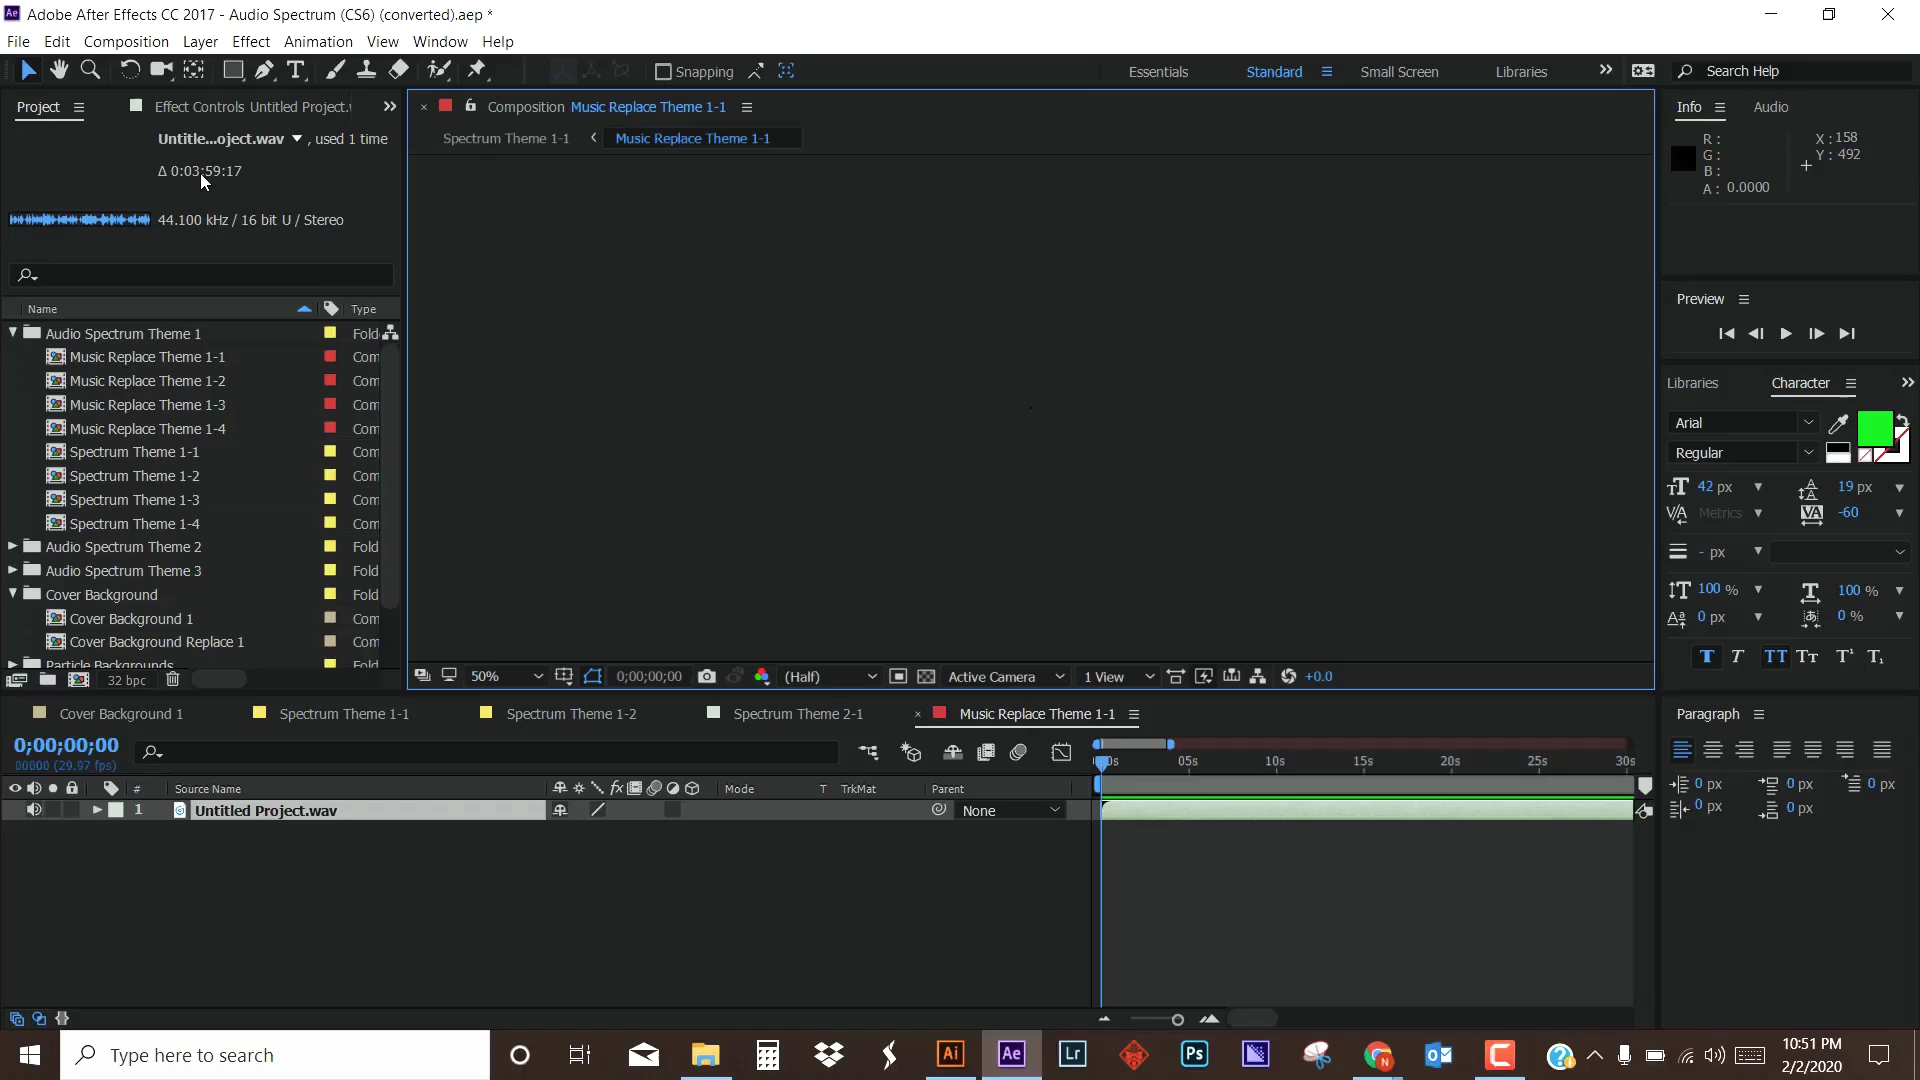 Adobe After Effects CC 2017 - Audio Spectrum (CS6) (converted).aep *
File Edit Composition Layer Effect Animation View Window Help
Snapping
Essentials Standard Small Screen Libraries
Search Help
Project
Effect Controls Untitled Project.
Untitle...oject.wav , used 1 time
Δ 0:03:59:17
44.100 kHz / 16 bit U / Stereo
Name Type
Audio Spectrum Theme 1 Fold
Music Replace Theme 1-1 Com
Music Replace Theme 1-2 Com
Music Replace Theme 1-3 Com
Music Replace Theme 1-4 Com
Spectrum Theme 1-1 Com
Spectrum Theme 1-2 Com
Spectrum Theme 1-3 Com
Spectrum Theme 1-4 Com
Audio Spectrum Theme 2 Fold
Audio Spectrum Theme 3 Fold
Cover Background Fold
Cover Background 1 Com
Cover Background Replace 1 Com
Particle Backgrounds Fold
32 bpc
Composition Music Replace Theme 1-1
Spectrum Theme 1-1 Music Replace Theme 1-1
50% 0;00;00;00 (Half) Active Camera 1 View +0.0
Info Audio
R :
G :
B :
A : 0.0000
X : 158
Y : 492
Preview
Libraries Character
Arial
Regular
42 px 19 px
Metrics -60
- px
100 % 100 %
0 px 0 %
T T TT Tт T¹ T₁
Cover Background 1 Spectrum Theme 1-1 Spectrum Theme 1-2 Spectrum Theme 2-1 Music Replace Theme 1-1
0;00;00;00
00000 (29.97 fps)
# Source Name Mode T TrkMat Parent
1 Untitled Project.wav None
0s 05s 10s 15s 20s 25s 30s
Paragraph
0 px 0 px 0 px
0 px 0 px
Type here to search
Ai Ae Lr Ps
10:51 PM
2/2/2020